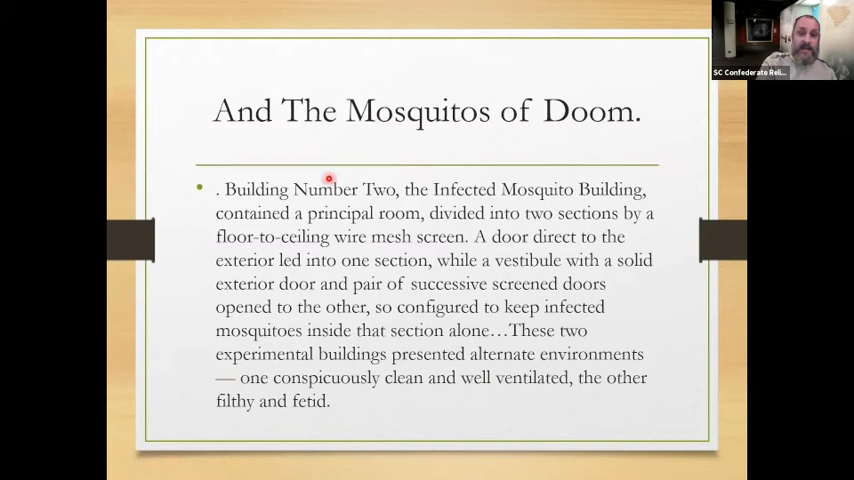 And The Mosquitos of Doom.
. Building Number Two, the Infected Mosquito Building,
contained a principal room, divided into two sections by a
floor-to-ceiling wire mesh screen. A door direct to the
exterior led into one section, while a vestibule with a solid
exterior door and pair of successive screened doors
opened to the other, so configured to keep infected
mosquitoes inside that section alone…These two
experimental buildings presented alternate environments
— one conspicuously clean and well ventilated, the other
filthy and fetid.
SC Confederate Reli...